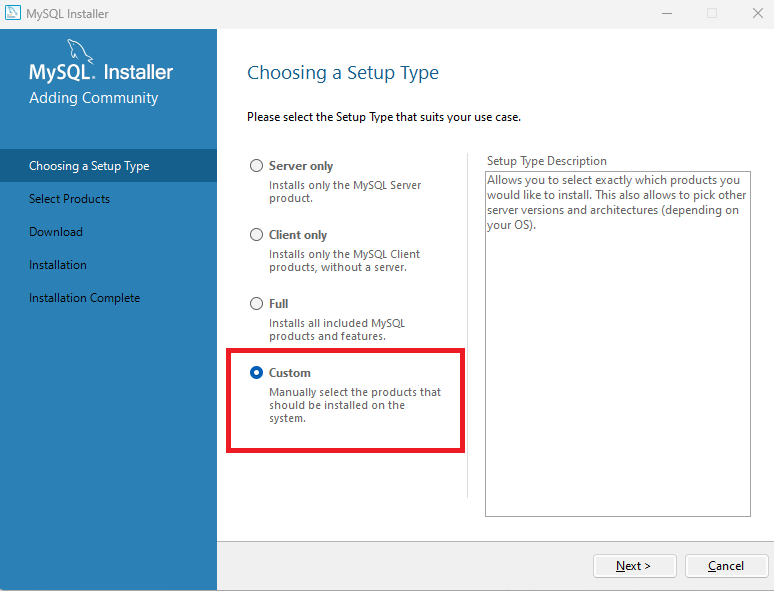 MySQL Installer
MySQL. Installer
Adding Community
Choosing a Setup Type
Select Products
Download
Installation
Installation Complete
Choosing a Setup Type
Please select the Setup Type that suits your use case.
Server only
Installs only the MySQL Server
product.
Client only
Installs only the MySQL Client
products, without a server.
Full
Installs all included MySQL
products and features.
Custom
Manually select the products that
should be installed on the
system.
Setup Type Description
Allows you to select exactly which products you
would like to install. This also allows to pick other
server versions and architectures (depending on
your OS).
Next >
Cancel